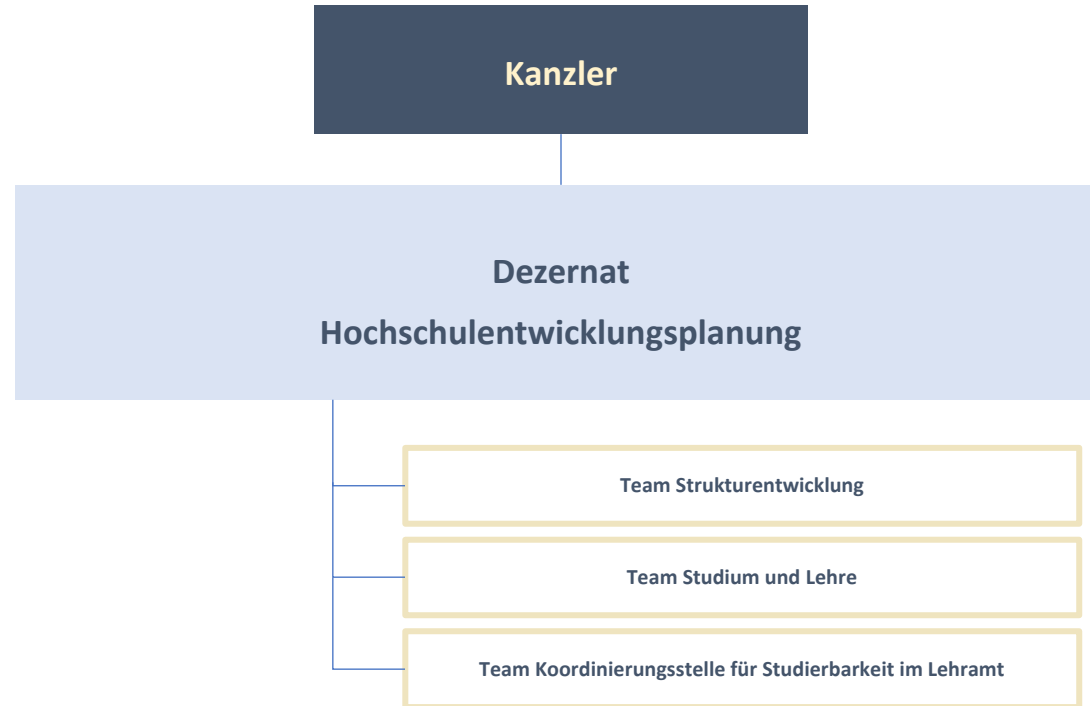 Kanzler
Dezernat
Hochschulentwicklungsplanung
Team Strukturentwicklung
Team Studium und Lehre
Team Koordinierungsstelle für Studierbarkeit im Lehramt